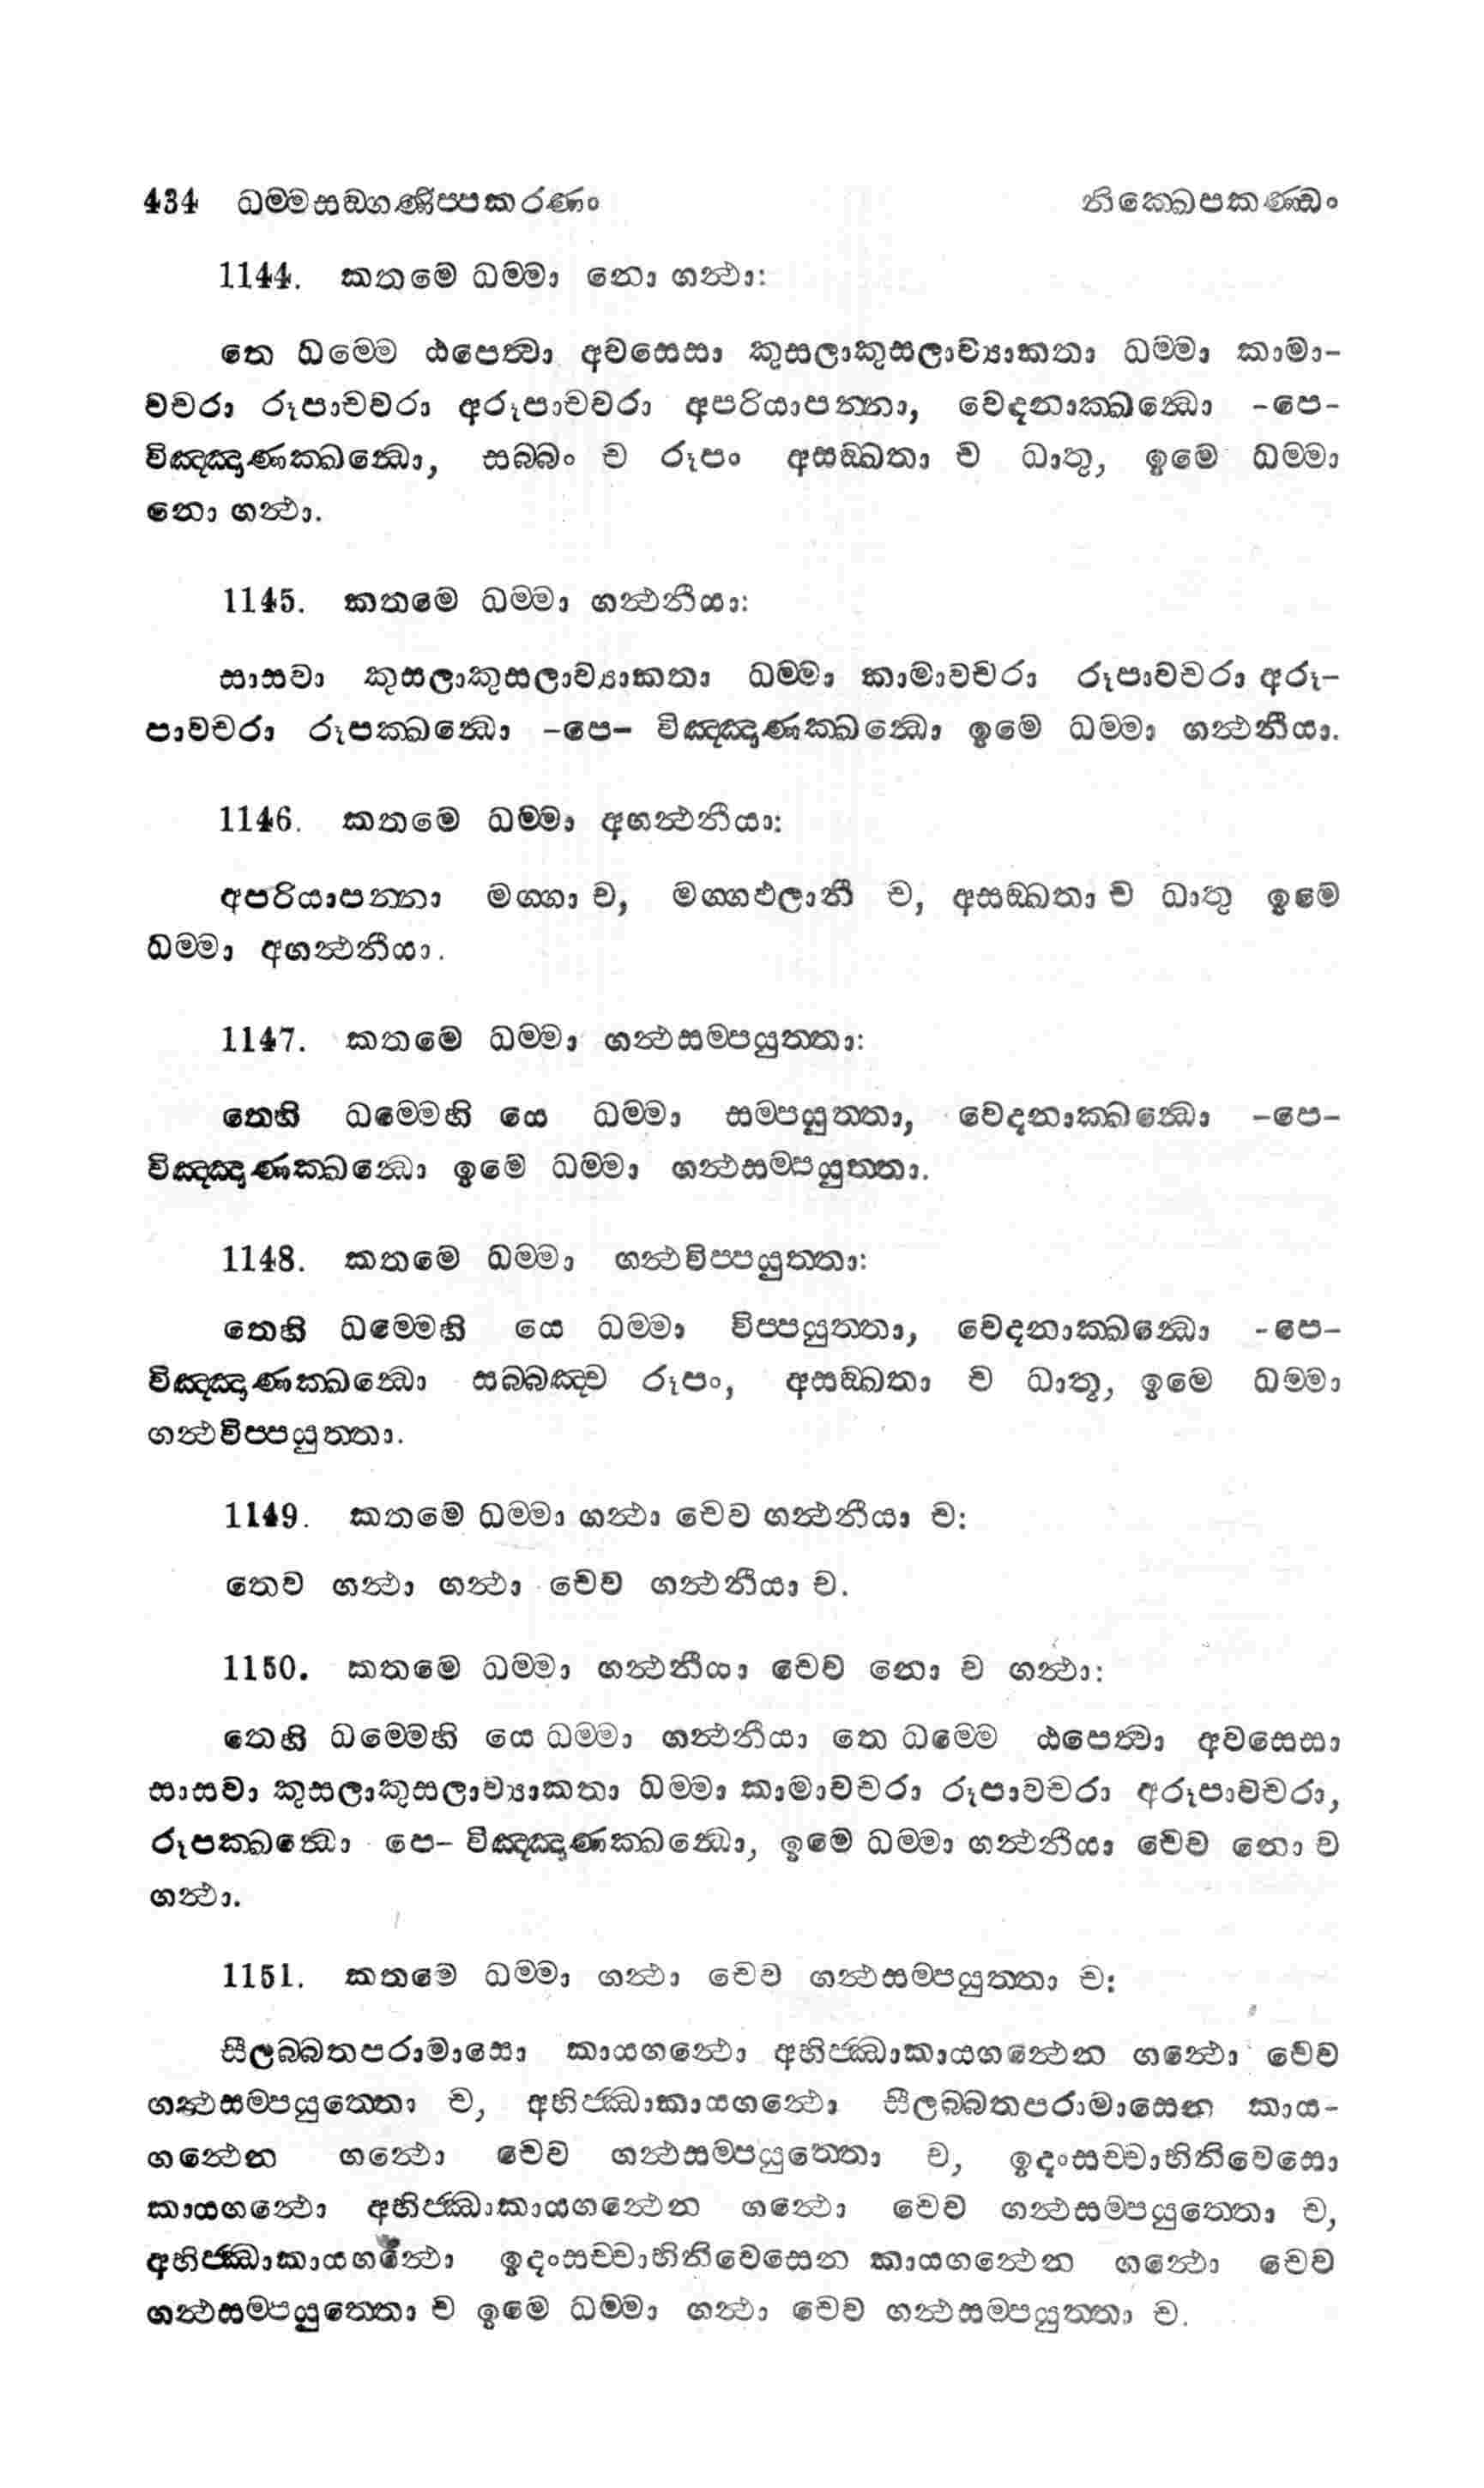 434 ධම්මසඞ්ගණිප්පකරණං නික්ඛෙපකණ්ඩං
1144. කතමෙ ධම්මා නො ගන්ථා:
තෙ ධම්මෙ ඨපෙත්වා අවසෙසා කුසලාකුසලාව්‍යාකතා ධම්මා කාමා-
වචරා රූපාවචරා අරූපාවචරා අපරියාපන්නා, වෙදනාක්ඛන්ධො -පෙ-
විඤ්ඤාණක්ඛන්ධො, සබ්බං ච රූපං අසඞ්ඛතා ච ධාතු, ඉමෙ ධම්මා
නො ගන්ථා.
1145. කතමෙ ධම්මා ගන්ථනීයා:
සාසවා කුසලාකුසලාව්‍යාකතා ධම්මා කාමාවචරා රූපාවචරා අරූ-
පාවචරා රූපක්ඛන්ධො -පෙ- විඤ්ඤාණක්ඛන්ධො ඉමෙ ධම්මා ගන්ථනීයා.
1146. කතමෙ ධම්මා අගන්ථනීයා:
අපරියාපන්නා මග්ගා ච, මග්ගඵලානි ච, අසඞ්ඛතා ච ධාතු ඉමෙ
ධම්මා අගන්ථනීයා.
1147. කතමෙ ධම්මා ගන්ථසම්පයුත්තා:
තෙහි ධම්මෙහි යෙ ධම්මා සම්පයුත්තා, වෙදනාක්ඛන්ධො -පෙ-
විඤ්ඤාණක්ඛන්ධො ඉමෙ ධම්මා ගන්ථසම්පයුත්තා.
1148. කතමෙ ධම්මා ගන්ථවිප්පයුත්තා:
තෙහි ධම්මෙහි යෙ ධම්මා විප්පයුත්තා, වෙදනාක්ඛන්ධො -පෙ-
විඤ්ඤාණක්ඛන්ධො සබ්බඤ්ච රූපං, අසඞ්ඛතා ච ධාතු, ඉමෙ ධම්මා
ගන්ථවිප්පයුත්තා.
1149. කතමෙ ධම්මා ගන්ථා චෙව ගන්ථනීයා ච:
තෙව ගන්ථා ගන්ථා චෙව ගන්ථනීයා ච.
1150. කතමෙ ධම්මා ගන්ථනීයා චෙව නො ච ගන්ථා:
තෙහි ධම්මෙහි යෙ ධම්මා ගන්ථනීයා තෙ ධම්මෙ ඨපෙත්වා අවසෙසා
සාසවා කුසලාකුසලාව්‍යාකතා ධම්මා කාමාවචරා රූපාවචරා අරූපාවචරා,
රූපක්ඛන්ධො පෙ- විඤ්ඤාණක්ඛන්ධො, ඉමෙ ධම්මා ගන්ථනීයා චෙව නො ච
ගන්ථා.
1151. කතමෙ ධම්මා ගන්ථා චෙව ගන්ථසම්පයුත්තා ච:
සීලබ්බතපරාමාසො කායගන්ථො අභිජ්ඣාකායගන්ථෙන ගන්ථො චෙව
ගන්ථසම්පයුත්තො ච, අභිජ්ඣාකායගන්ථො සීලබ්බතපරාමාසෙන කාය-
ගන්ථෙන ගන්ථො චෙව ගන්ථසම්පයුත්තො ච, ඉදංසච්චාභිනිවෙසො
කායගන්ථො අභිජ්ඣාකායගන්ථෙන ගන්ථො චෙව ගන්ථසම්පයුත්තො ච,
අභිජ්ඣාකායගන්ථො ඉදංසච්චාභිනිවෙසෙන කායගන්ථෙන ගන්ථො චෙව
ගන්ථසම්පයුත්තො ච ඉමෙ ධම්මා ගන්ථා චෙව ගන්ථසම්පයුත්තා ච.